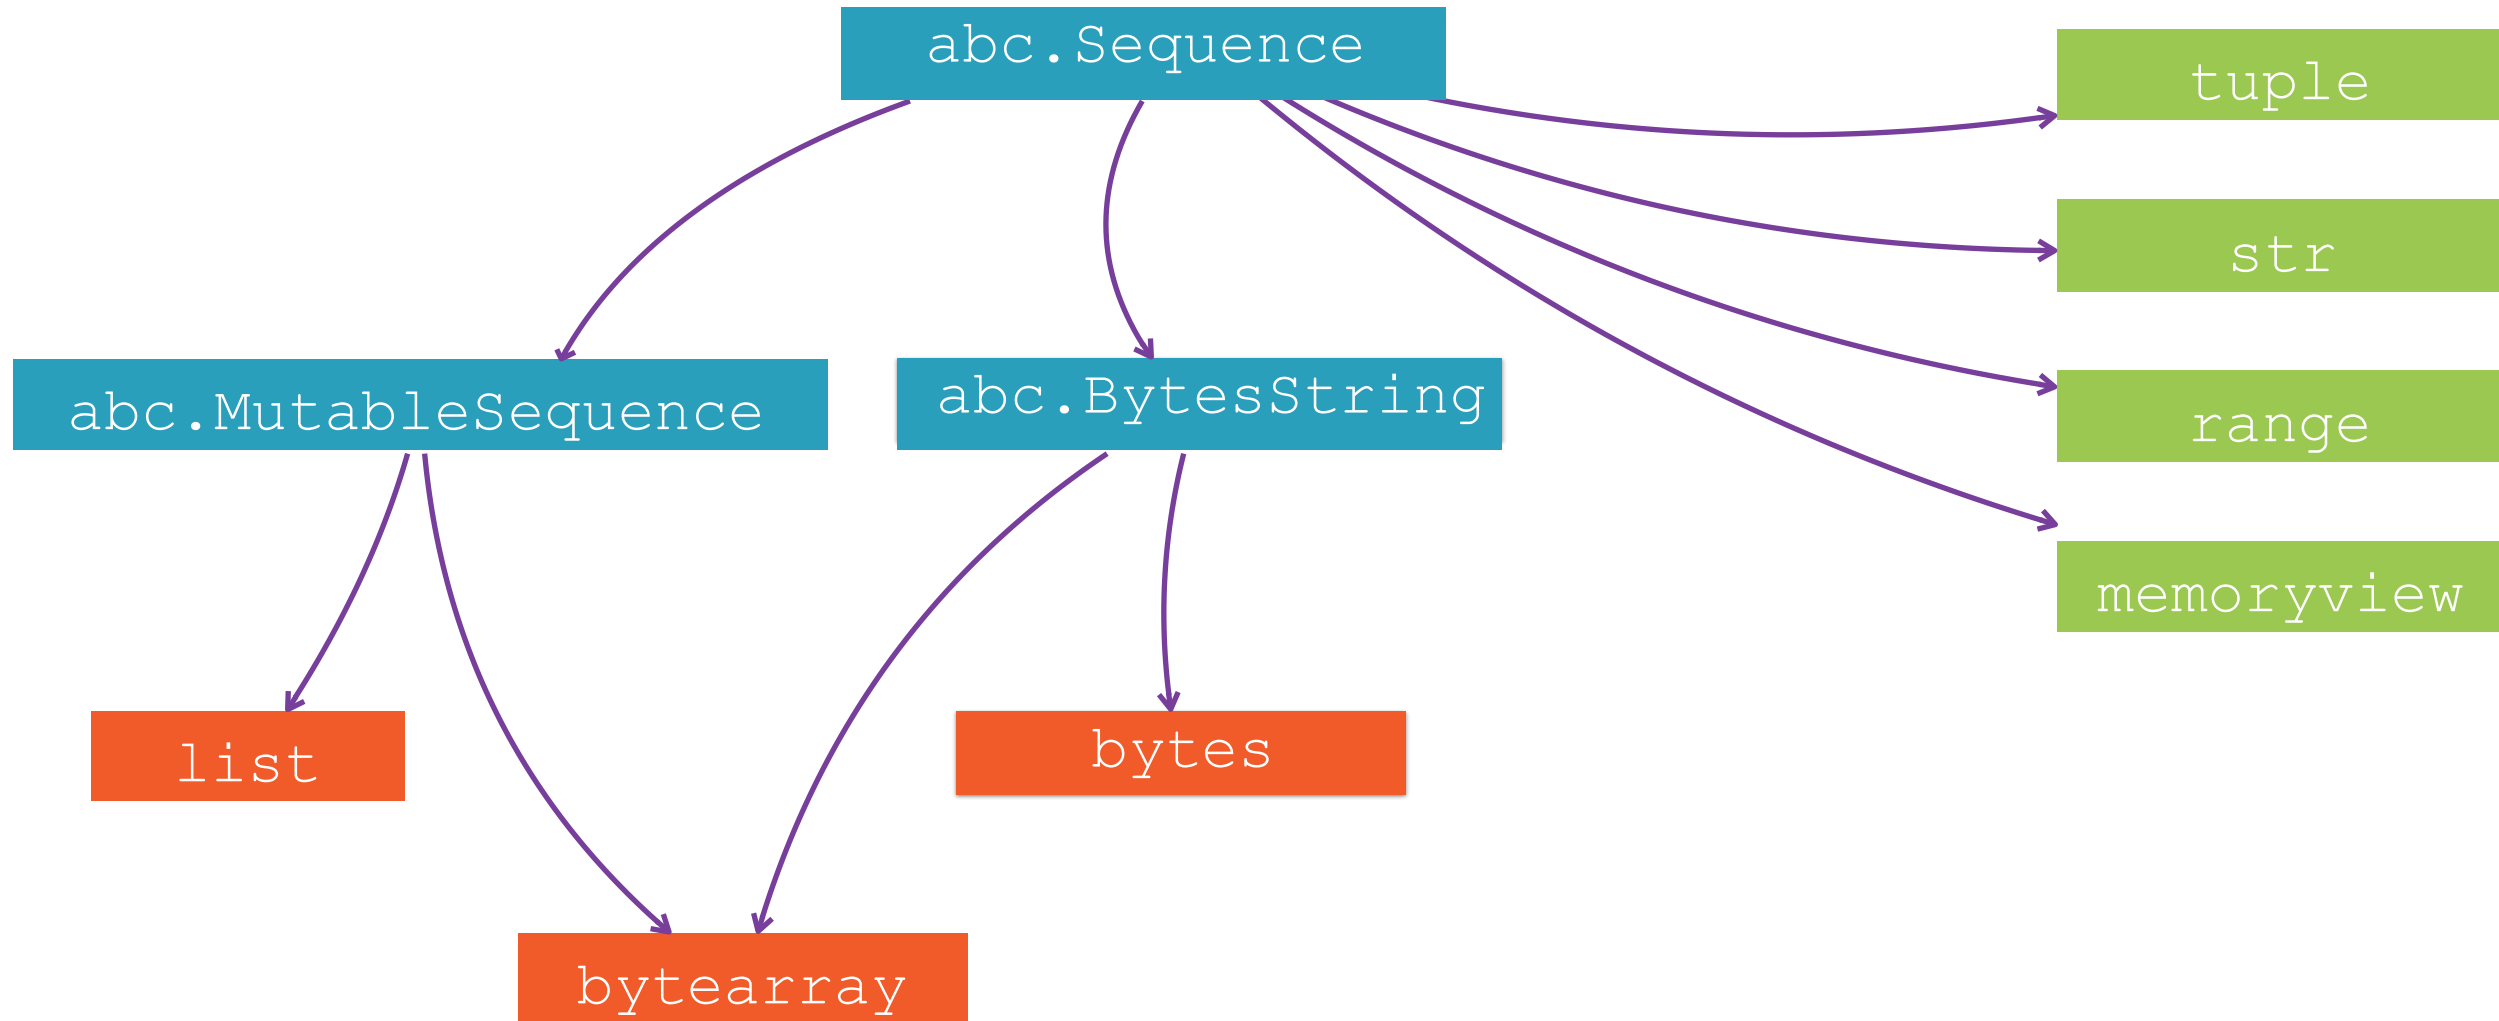 abc.Sequence
tuple
str
abc.MutableSequence
abc.BytesString
range
memoryview
list
bytes
bytearray